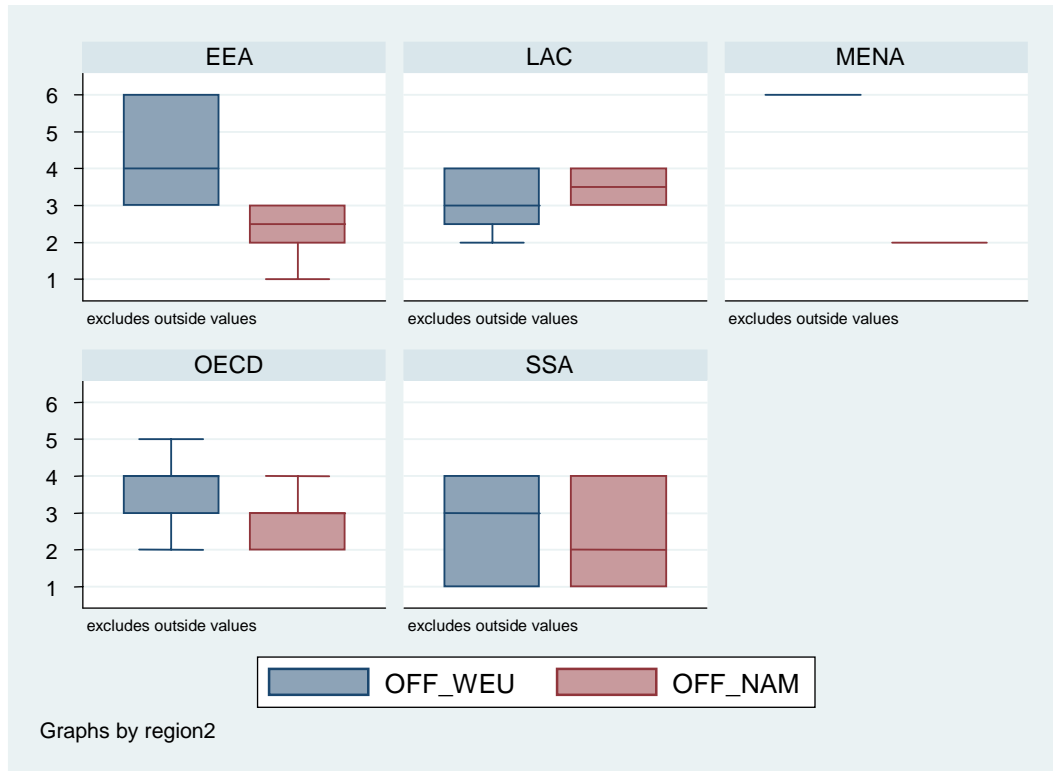 EEA
LAC
MENA
6
5
4
3
2
1
excludes outside values
excludes outside values
excludes outside values
OECD
SSA
6
5
4
3
2
1
excludes outside values
excludes outside values
OFF_WEU
OFF_NAM
Graphs by region2